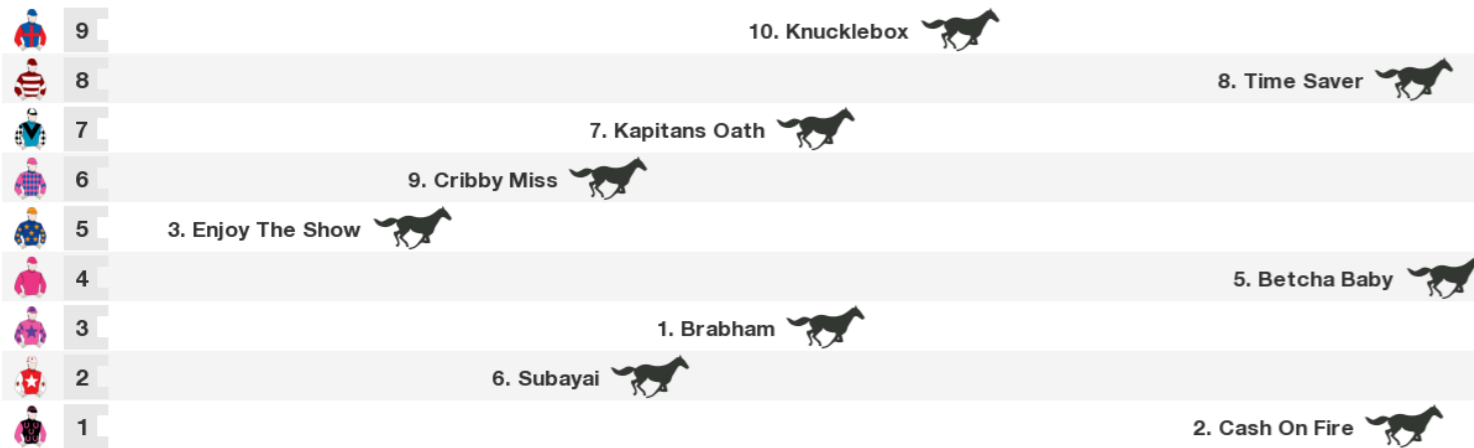 9 10. Knucklebox
8 8. Time Saver
7 7. Kapitans Oath
6 9. Cribby Miss
5 3. Enjoy The Show
4 5. Betcha Baby
3 1. Brabham
2 6. Subayai
1 2. Cash On Fire